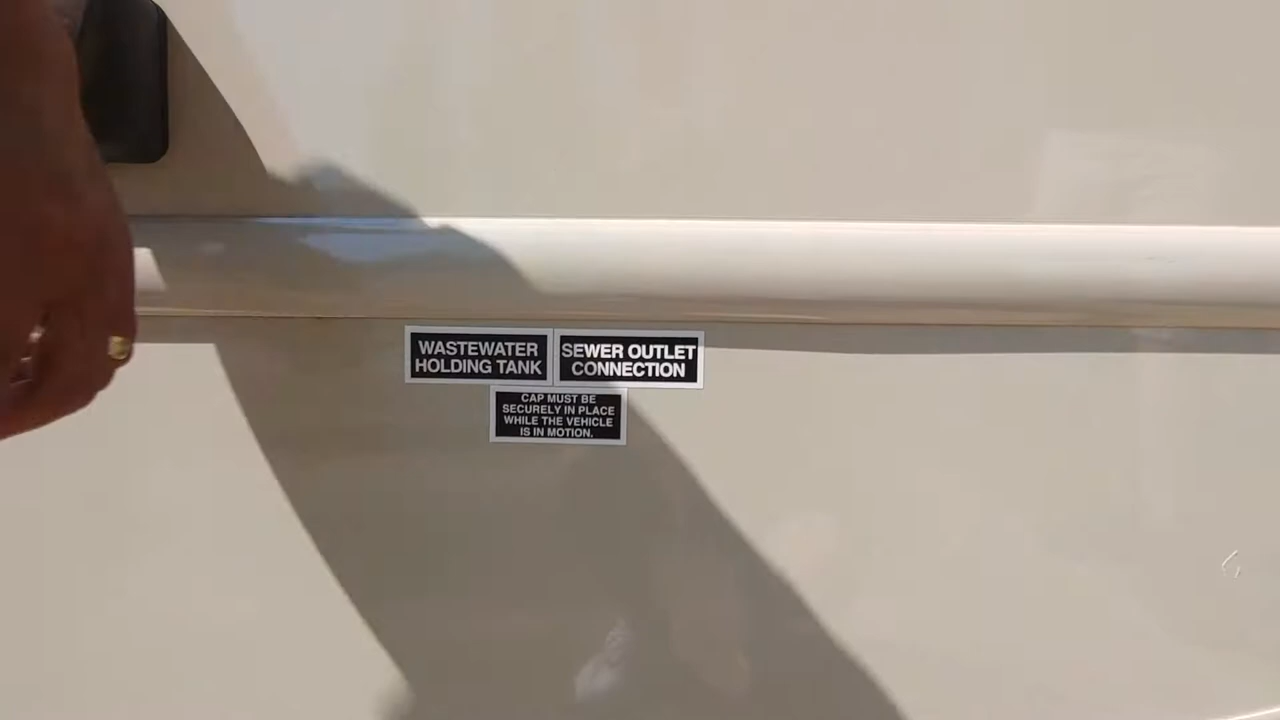 WASTEWATER
HOLDING TANK
SEWER OUTLET
CONNECTION
CAP MUST BE
SECURELY IN PLACE
WHILE THE VEHICLE
IS IN MOTION.